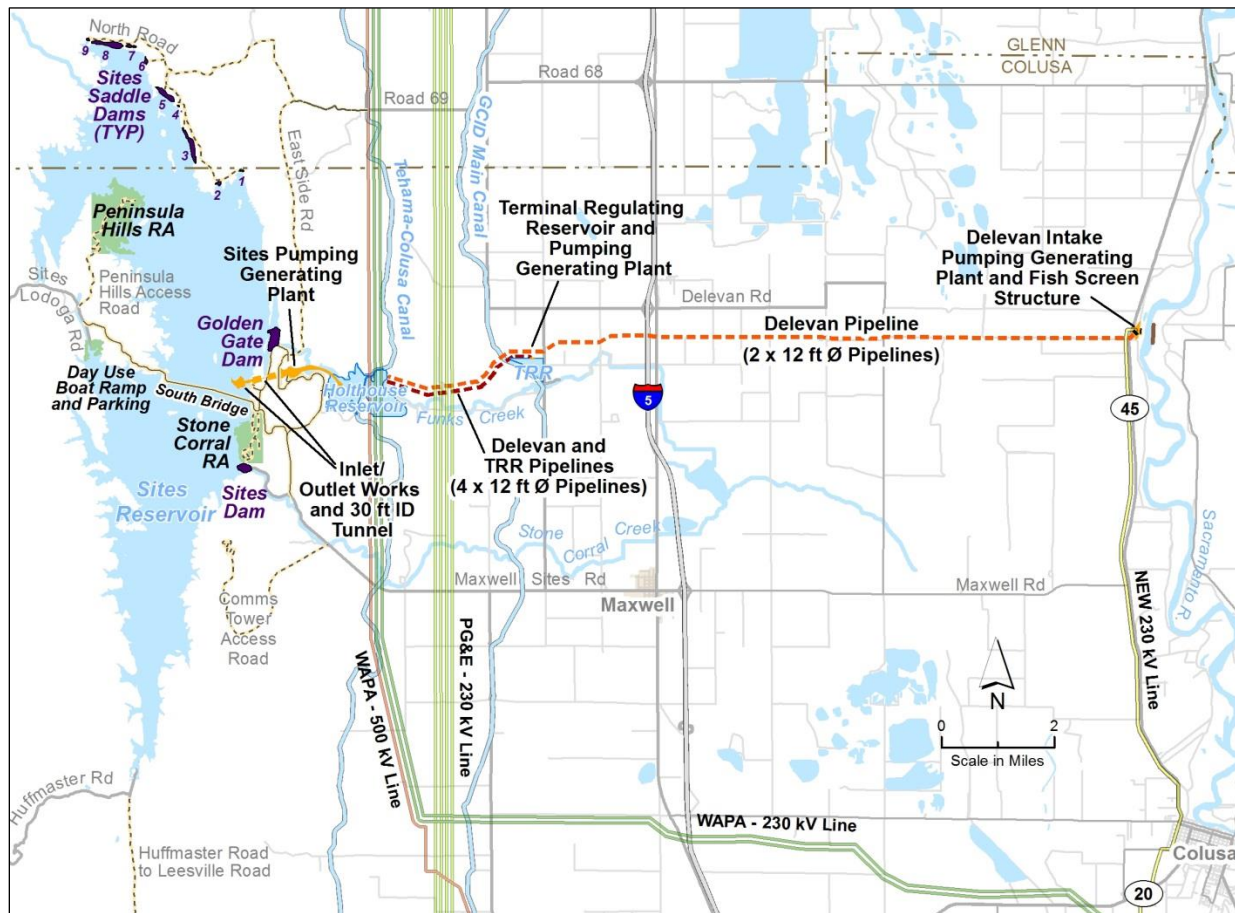 North Road
9
8
7
6
Sites
Saddle
Dams
(TYP)
5
4
3
2
1
Road 68
Road 69
GLENN
COLUSA
East Side Rd
Tehama-Colusa Canal
GCID Main Canal
Peninsula
Hills RA
Peninsula
Hills Access
Road
Sites
Lodoga Rd
Sites Pumping
Generating
Plant
Terminal Regulating
Reservoir and
Pumping
Generating Plant
Delevan Intake
Pumping Generating
Plant and Fish Screen
Structure
Delevan Rd
Golden
Gate
Dam
Delevan Pipeline
(2 x 12 ft Ø Pipelines)
TRR
Day Use
Boat Ramp
and Parking
South Bridge
Holthouse
Reservoir
Funks Creek
5
45
Stone
Corral
RA
Delevan and
TRR Pipelines
(4 x 12 ft Ø Pipelines)
Inlet/
Outlet Works
and 30 ft ID
Tunnel
Sites
Reservoir
Sites
Dam
Stone
Corral Creek
Sacramanto R.
Maxwell Sites Rd
Maxwell Rd
Maxwell
Comms
Tower
Access
Road
WAPA - 500 kV Line
PG&E - 230 kV Line
NEW 230 kV Line
N
0
2
Scale in Miles
Huffmaster Rd
WAPA - 230 kV Line
Huffmaster Road
to Leesville Road
Colusa
20